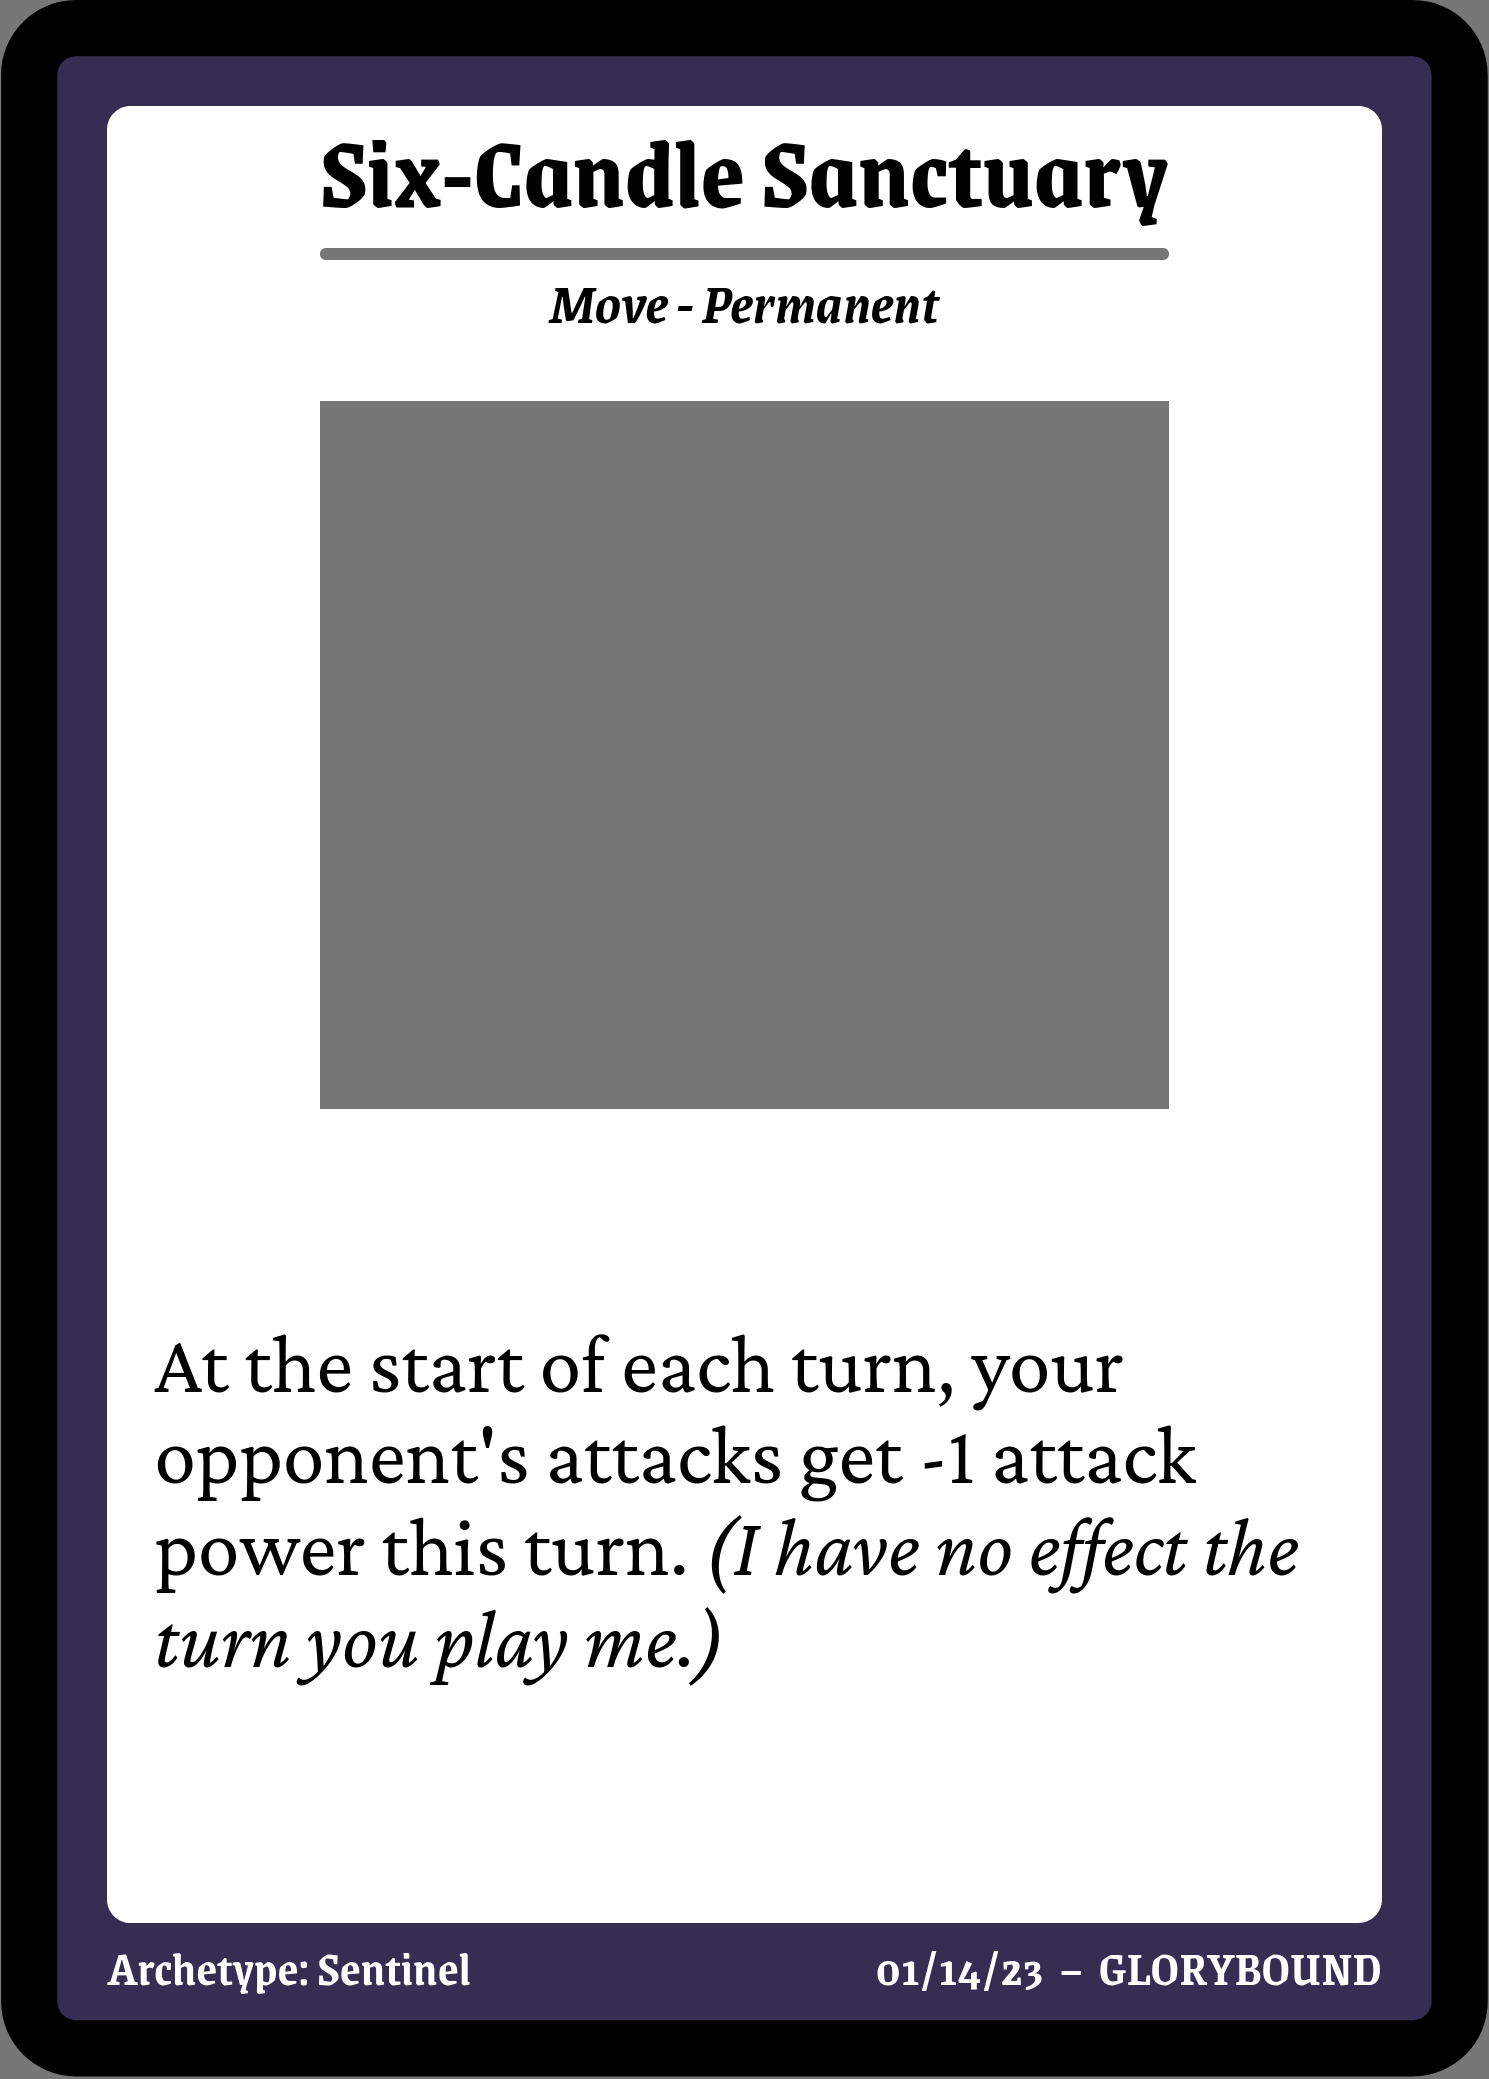 Six-Candle Sanctuary
Move - Permanent
At the start of each turn, your
opponent's attacks get -1 attack
power this turn. (I have no effect the
turn you play me.)
Archetype: Sentinel
01/14/23 – GLORYBOUND